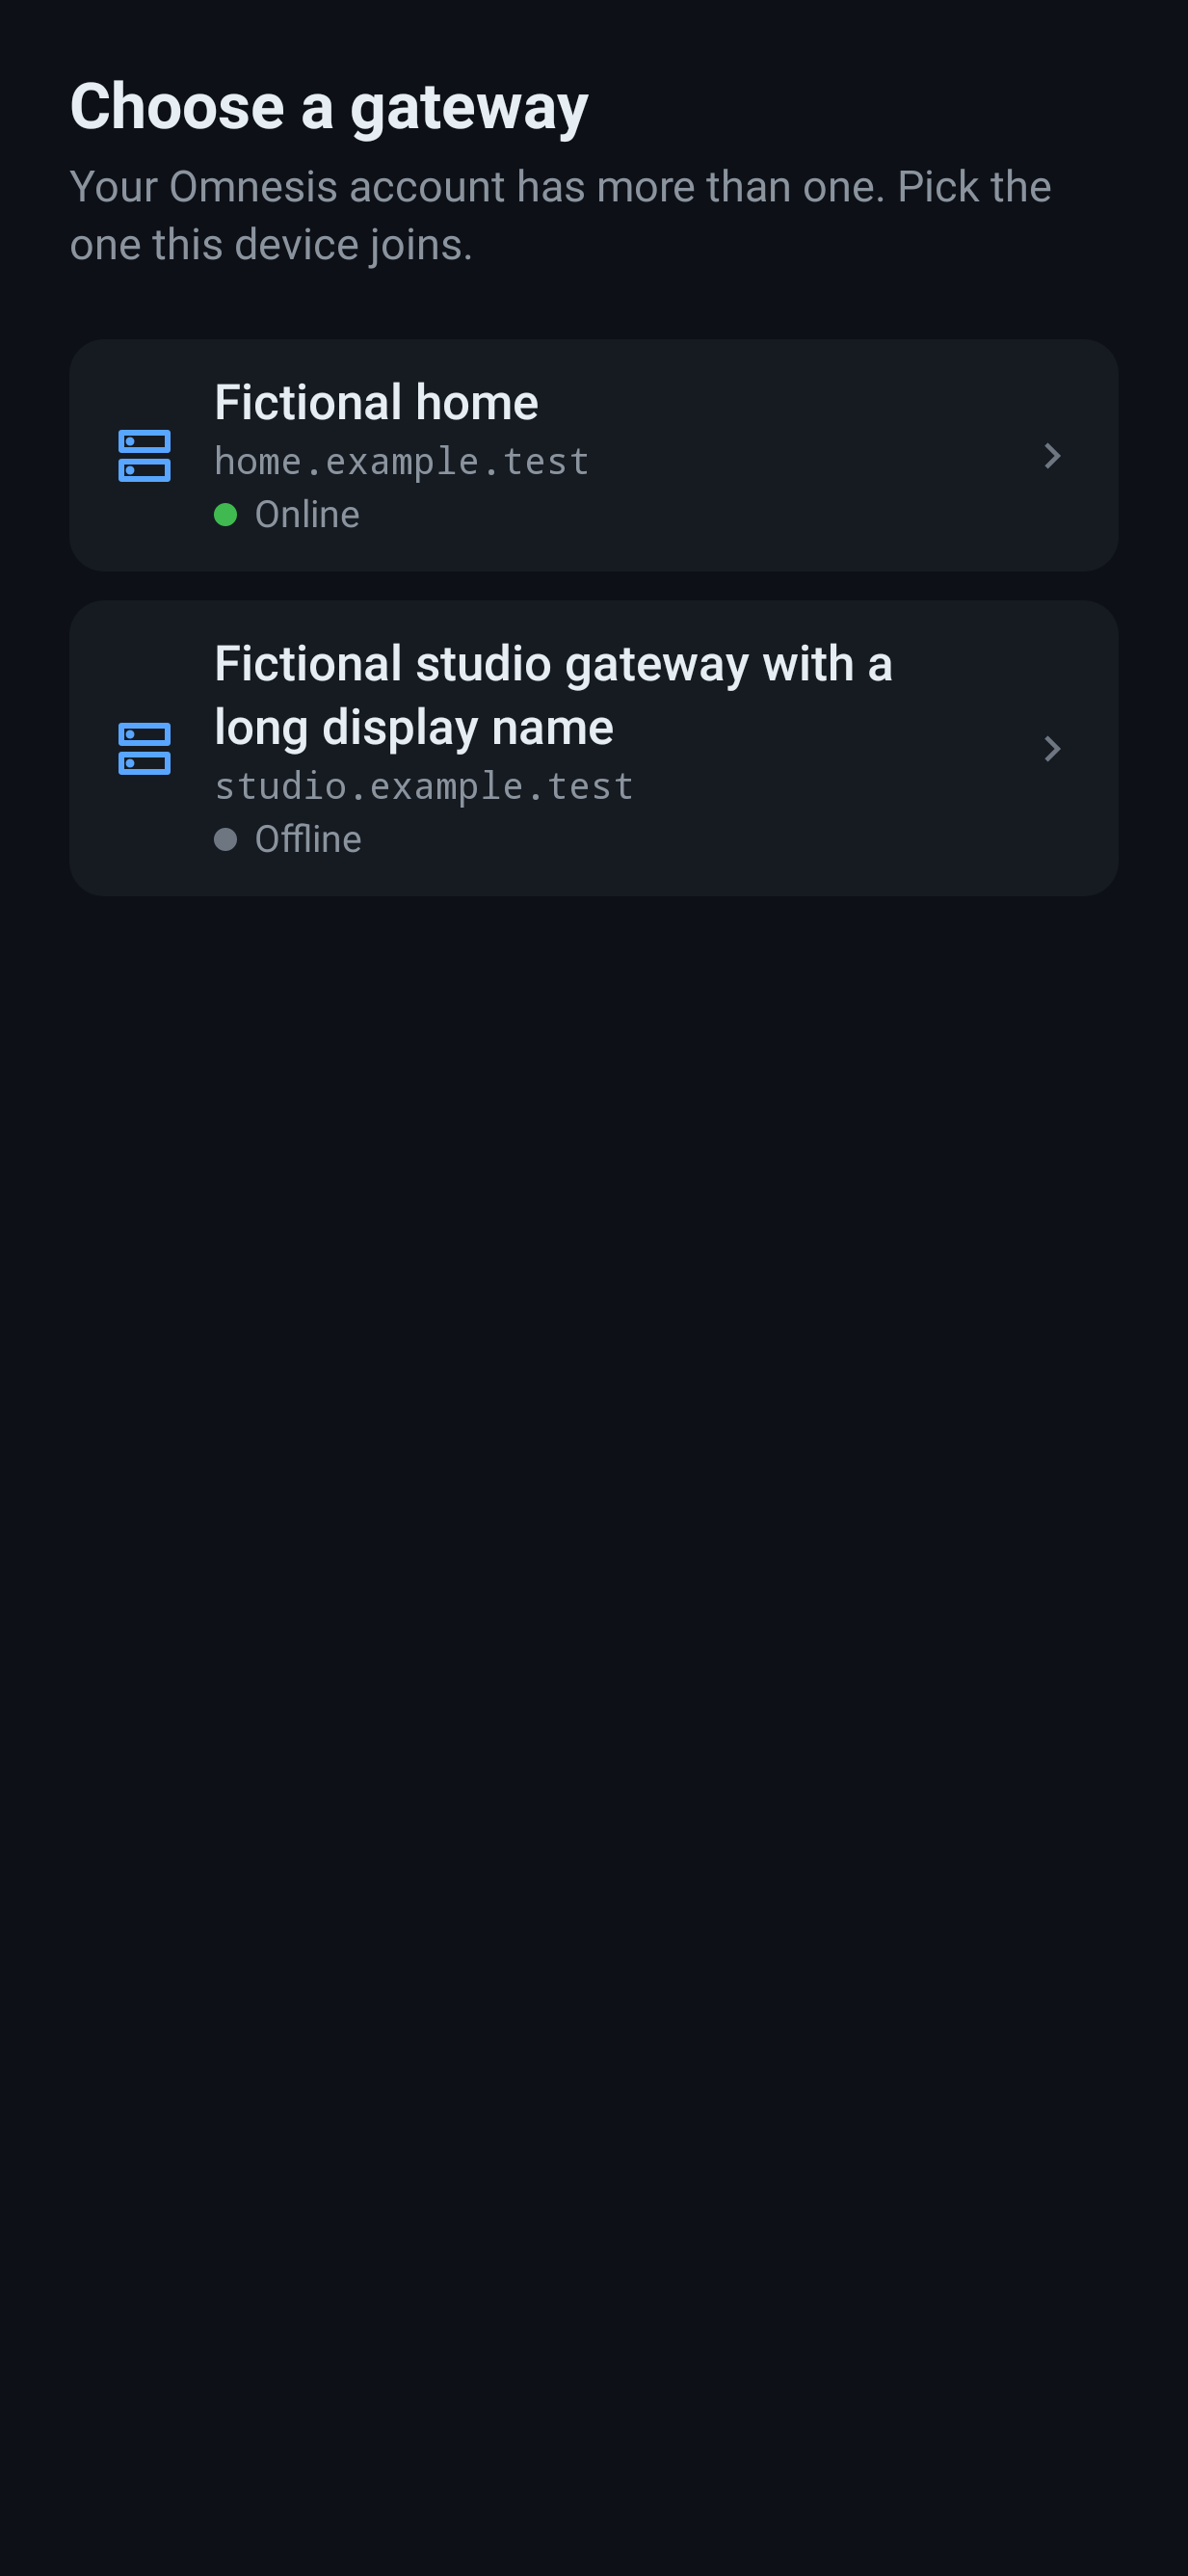 Choose a gateway
Your Omnesis account has more than one. Pick the
one this device joins.
Fictional home
home.example.test
Online
Fictional studio gateway with a
long display name
studio.example.test
Offline